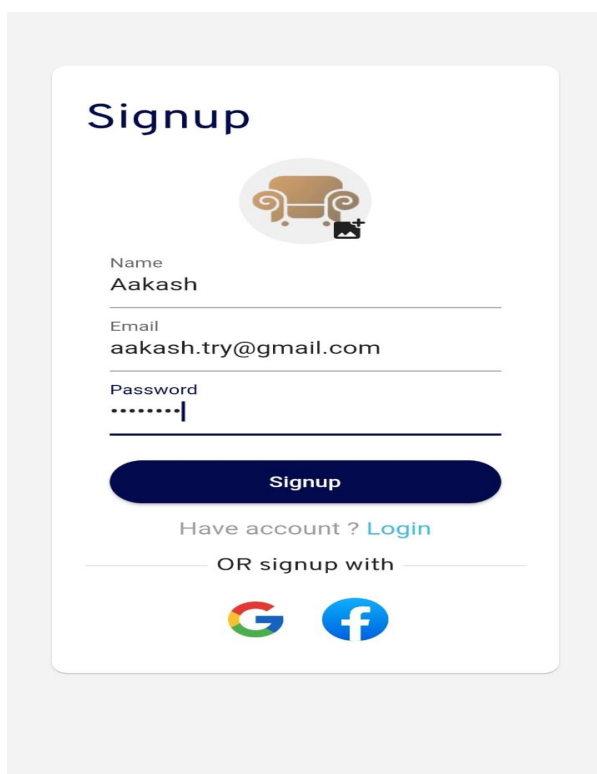 Signup
Name
Aakash
Email
aakash.try@gmail.com
Password
••••••••
Signup
Have account ? Login
OR signup with